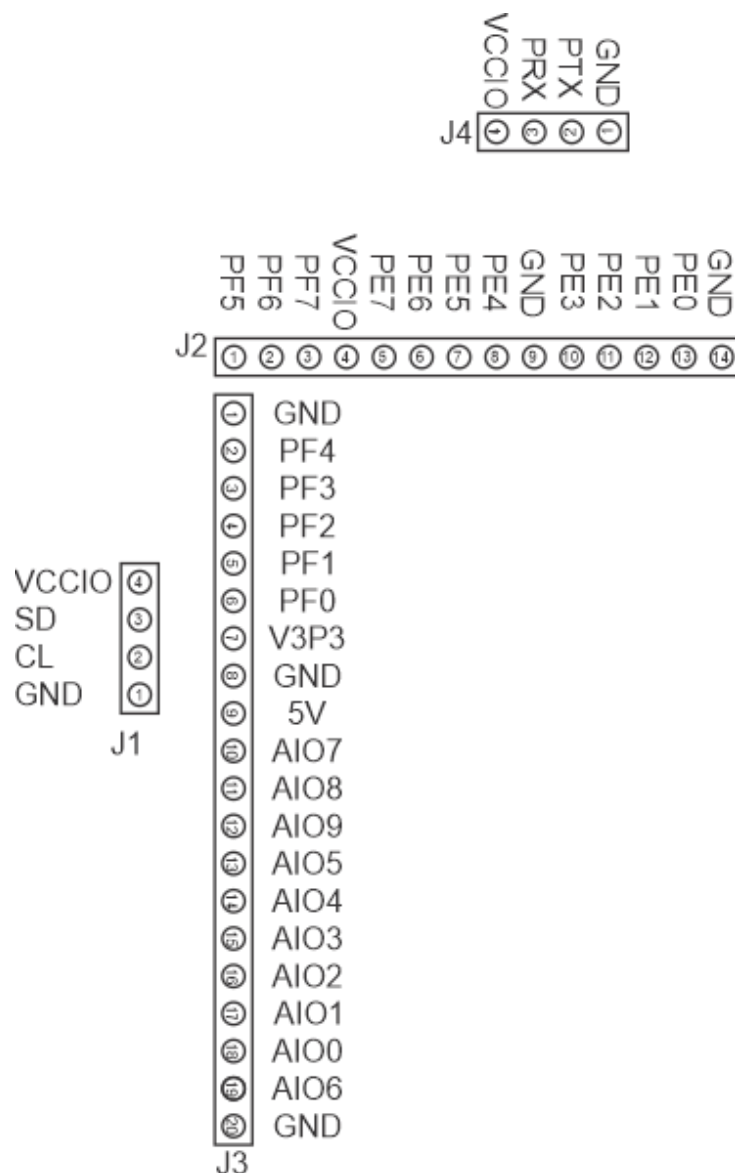 VCCIO PRX PTX GND
J4 4 3 2 1
PF5 PF6 PF7 VCCIO PE7 PE6 PE5 PE4 GND PE3 PE2 PE1 PE0 GND
J2 1 2 3 4 5 6 7 8 9 10 11 12 13 14
1 GND
2 PF4
3 PF3
4 PF2
5 PF1
6 PF0
7 V3P3
8 GND
9 5V
10 AIO7
11 AIO8
12 AIO9
13 AIO5
14 AIO4
15 AIO3
16 AIO2
17 AIO1
18 AIO0
19 AIO6
20 GND
J3
VCCIO 4
SD 3
CL 2
GND 1
J1